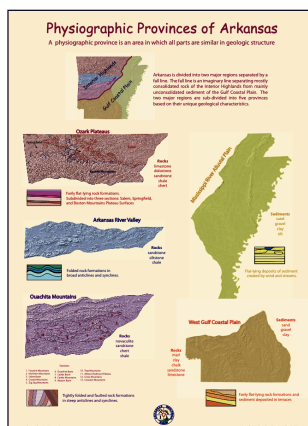 Physiographic Provinces of Arkansas
A physiographic province is an area in which all parts are similar in geologic structure
Interior Highlands
Gulf Coastal Plain
Arkansas is divided into two major regions separated by a
fall line. The fall line is an imaginary line separating mostly
consolidated rock of the Interior Highlands from mainly
unconsolidated sediment of the Gulf Coastal Plain. The
two major regions are sub-divided into five provinces
based on their unique geological characteristics.
Ozark Plateaus
Rocks
limestone
dolostone
sandstone
shale
chert
Fairly flat lying rock formations.
Subdivided into three sections: Salem, Springfield,
and Boston Mountains Plateau Surfaces
Arkansas River Valley
Rocks
sandstone
siltstone
shale
Folded rock formations in
broad anticlines and synclines.
Ouachita Mountains
Rocks
novaculite
sandstone
chert
shale
Tightly folded and faulted rock formations
in steep anticlines and synclines.
Mississippi River Alluvial Plain
Sediments
sand
gravel
clay
silt
Flat-lying deposits of sediment
created by wind and streams.
West Gulf Coastal Plain
Sediments
sand
gravel
clay
Rocks
marl
clay
chalk
sandstone
limestone
Fairly flat lying rock formations and
sediment deposited in terraces.